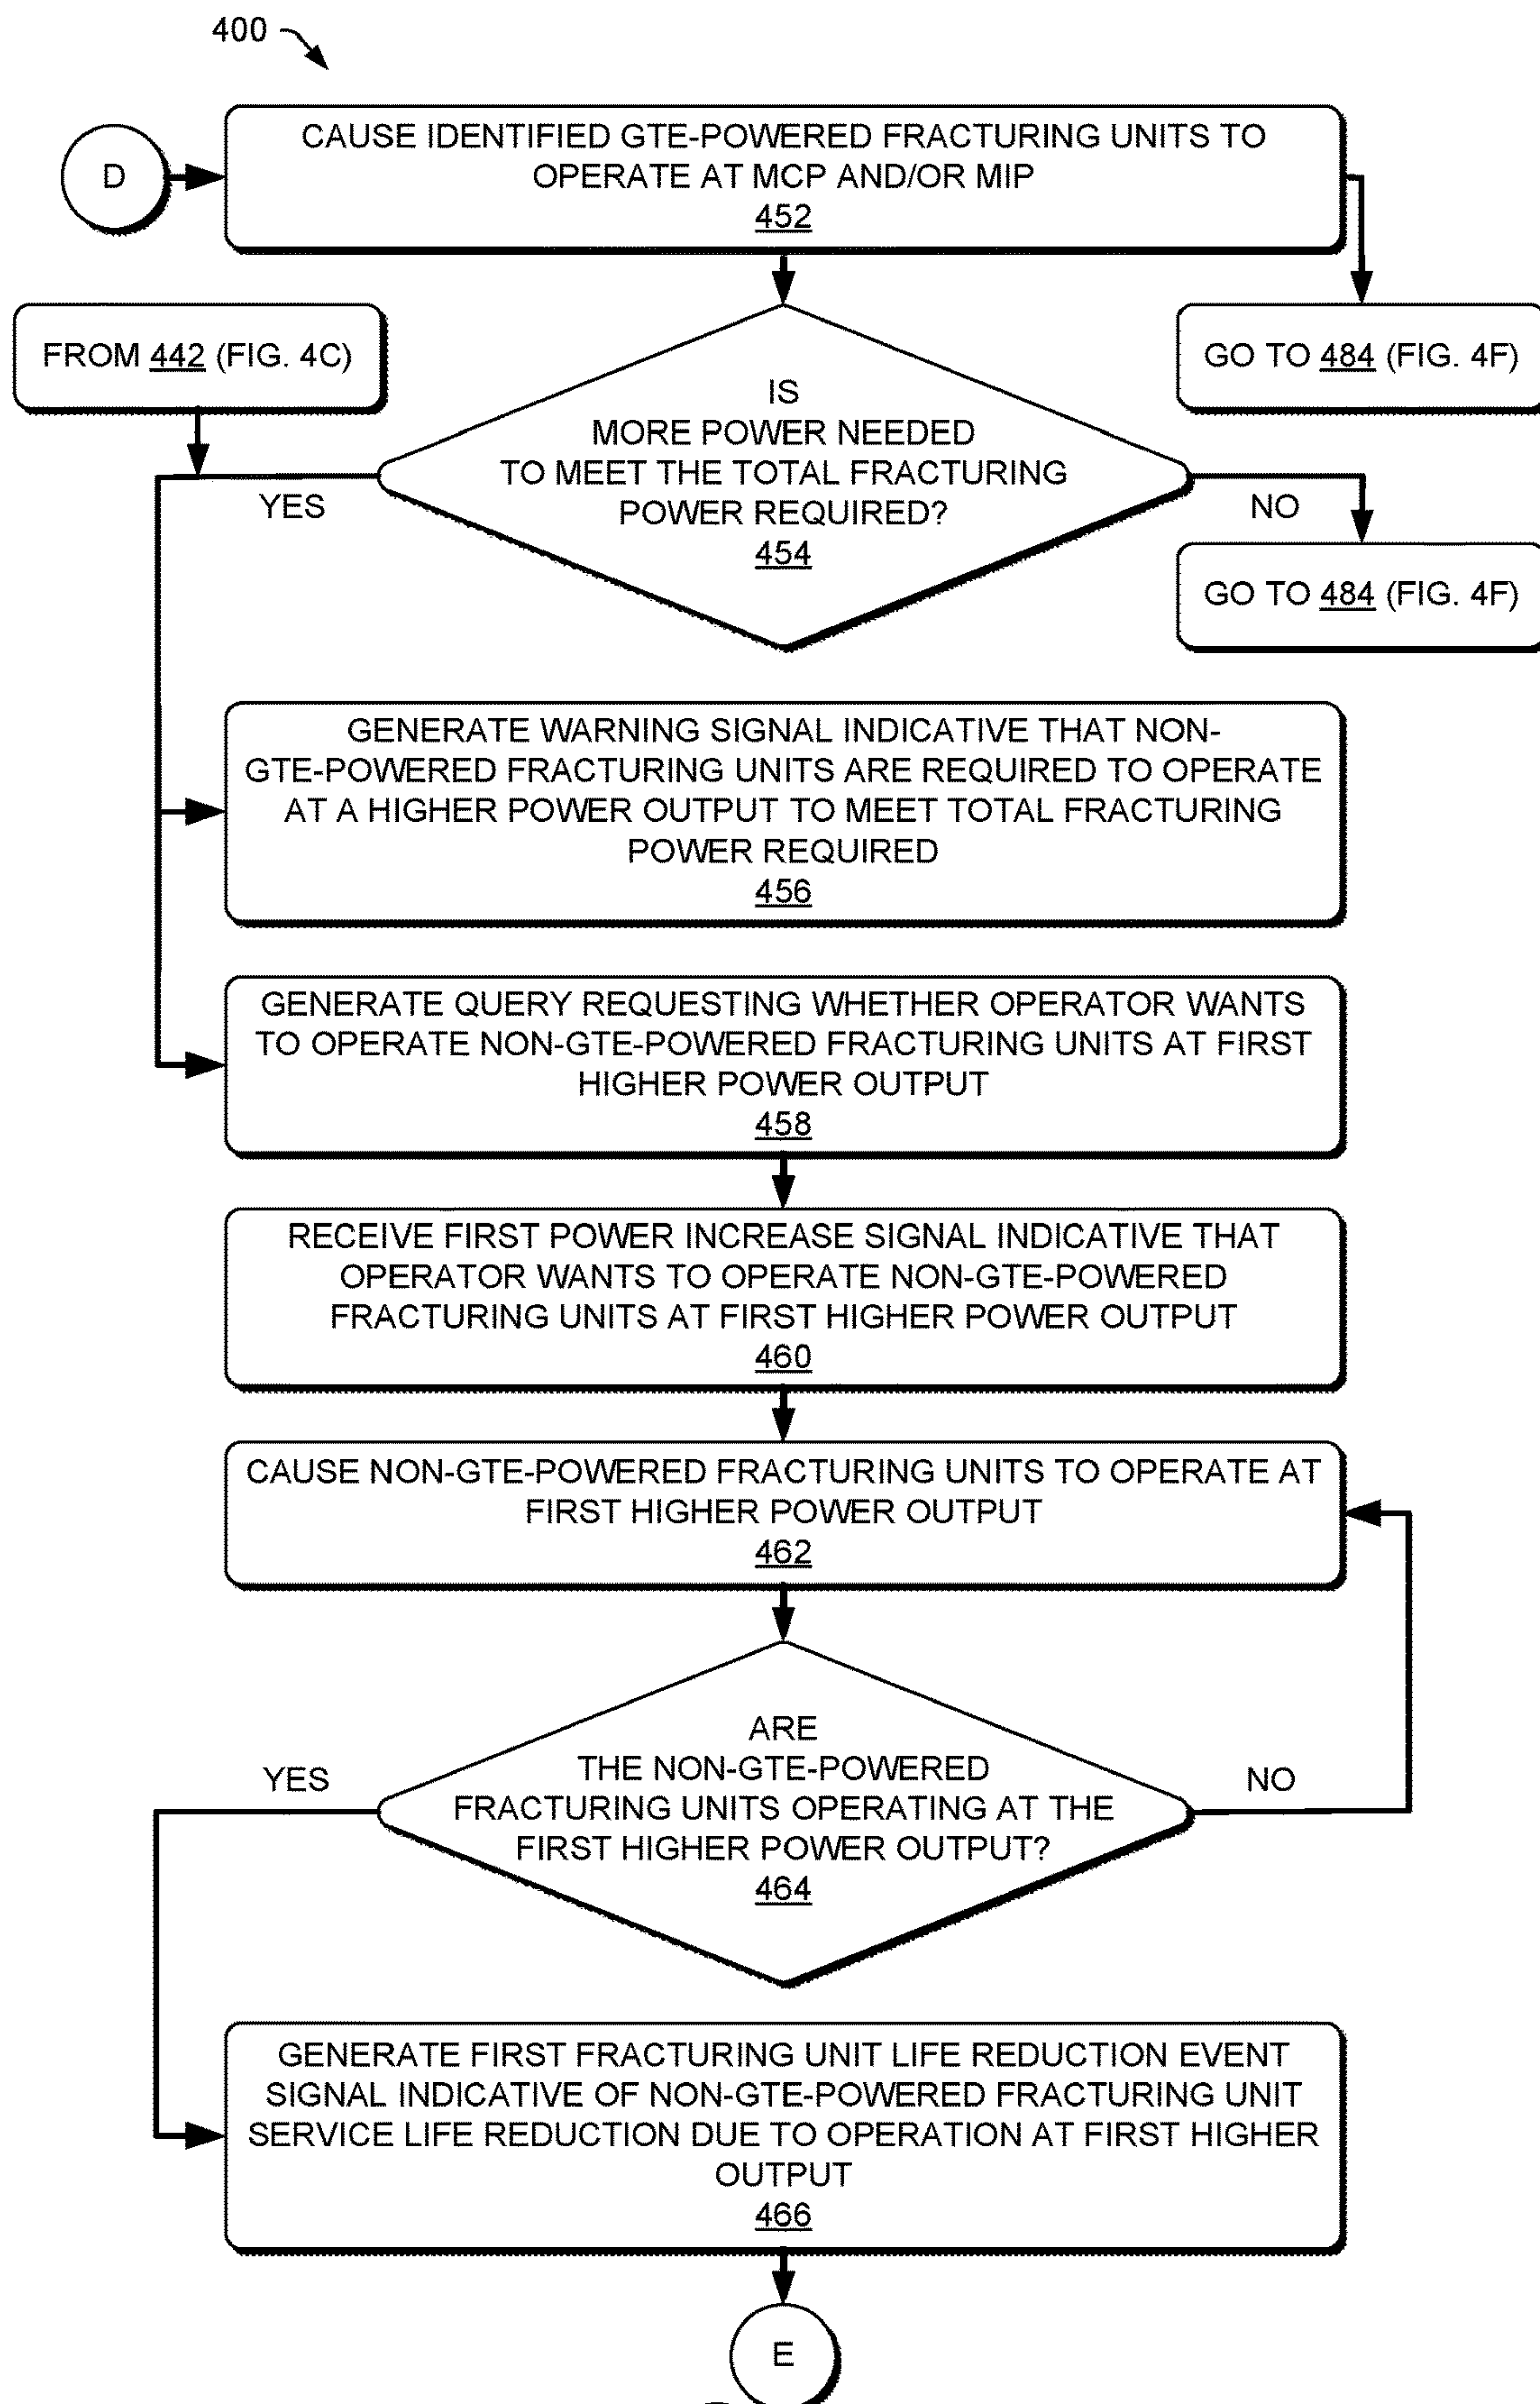 400
D
CAUSE IDENTIFIED GTE-POWERED FRACTURING UNITS TO
OPERATE AT MCP AND/OR MIP
452
FROM 442 (FIG. 4C)
GO TO 484 (FIG. 4F)
IS
MORE POWER NEEDED
TO MEET THE TOTAL FRACTURING
POWER REQUIRED?
454
YES
NO
GO TO 484 (FIG. 4F)
GENERATE WARNING SIGNAL INDICATIVE THAT NON-
GTE-POWERED FRACTURING UNITS ARE REQUIRED TO OPERATE
AT A HIGHER POWER OUTPUT TO MEET TOTAL FRACTURING
POWER REQUIRED
456
GENERATE QUERY REQUESTING WHETHER OPERATOR WANTS
TO OPERATE NON-GTE-POWERED FRACTURING UNITS AT FIRST
HIGHER POWER OUTPUT
458
RECEIVE FIRST POWER INCREASE SIGNAL INDICATIVE THAT
OPERATOR WANTS TO OPERATE NON-GTE-POWERED
FRACTURING UNITS AT FIRST HIGHER POWER OUTPUT
460
CAUSE NON-GTE-POWERED FRACTURING UNITS TO OPERATE AT
FIRST HIGHER POWER OUTPUT
462
ARE
THE NON-GTE-POWERED
FRACTURING UNITS OPERATING AT THE
FIRST HIGHER POWER OUTPUT?
464
YES
NO
GENERATE FIRST FRACTURING UNIT LIFE REDUCTION EVENT
SIGNAL INDICATIVE OF NON-GTE-POWERED FRACTURING UNIT
SERVICE LIFE REDUCTION DUE TO OPERATION AT FIRST HIGHER
OUTPUT
466
E